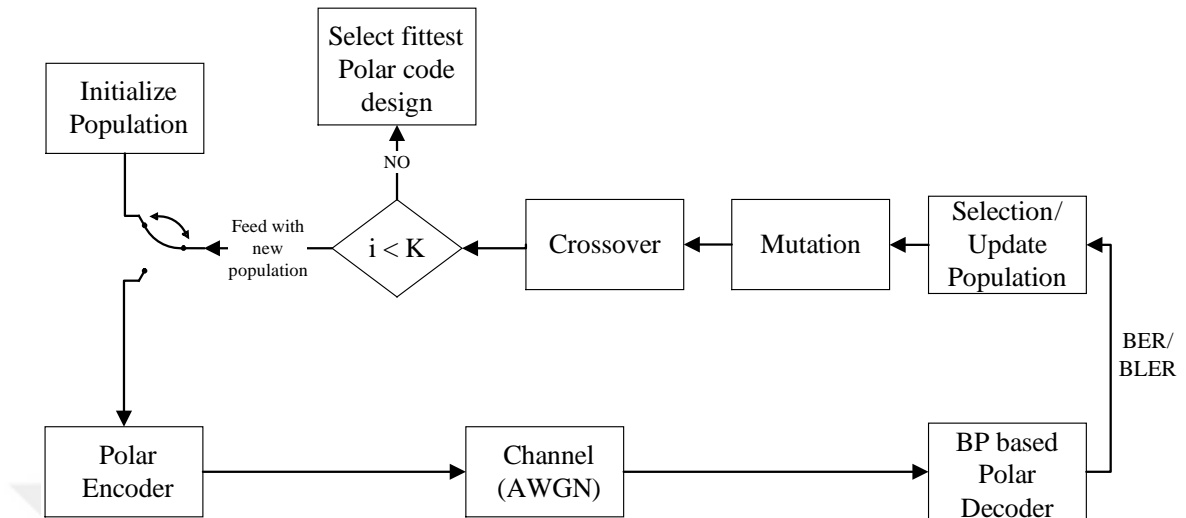 Select fittest
Polar code
design
Initialize
Population
NO
Feed with
new
population
i < K
Crossover
Mutation
Selection/
Update
Population
BER/
BLER
Polar
Encoder
Channel
(AWGN)
BP based
Polar
Decoder